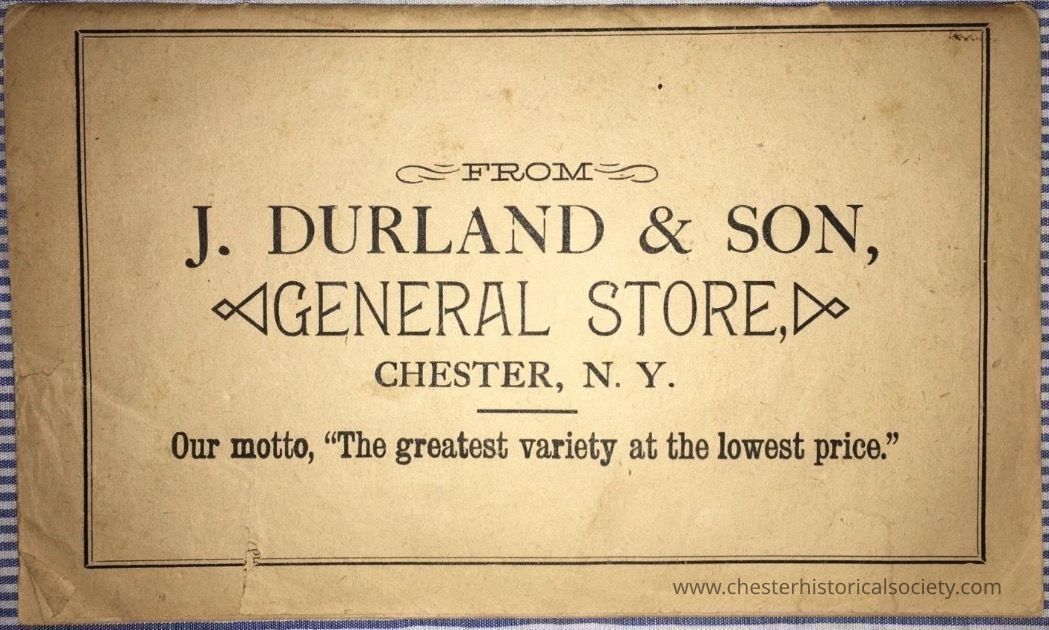 FROM
J. DURLAND & SON,
GENERAL STORE,
CHESTER, N. Y.
Our motto, “The greatest variety at the lowest price.”
www.chesterhistoricalsociety.com